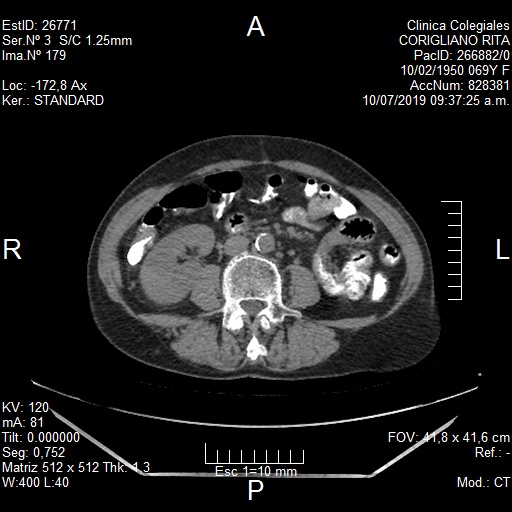 EstID: 26771
Ser.Nº 3 S/C 1.25mm
Ima.Nº 179
Loc: -172,8 Ax
Ker.: STANDARD
A
Clinica Colegiales
CORIGLIANO RITA
PacID: 266882/0
10/02/1950 069Y F
AccNum: 828381
10/07/2019 09:37:25 a.m.
R
L
KV: 120
mA: 81
Tilt: 0.000000
Seg: 0,752
Matriz 512 x 512 Thk: 1.3
W:400 L:40
Esc 1=10 mm
P
FOV: 41,8 x 41,6 cm
Ref.: -
Mod.: CT